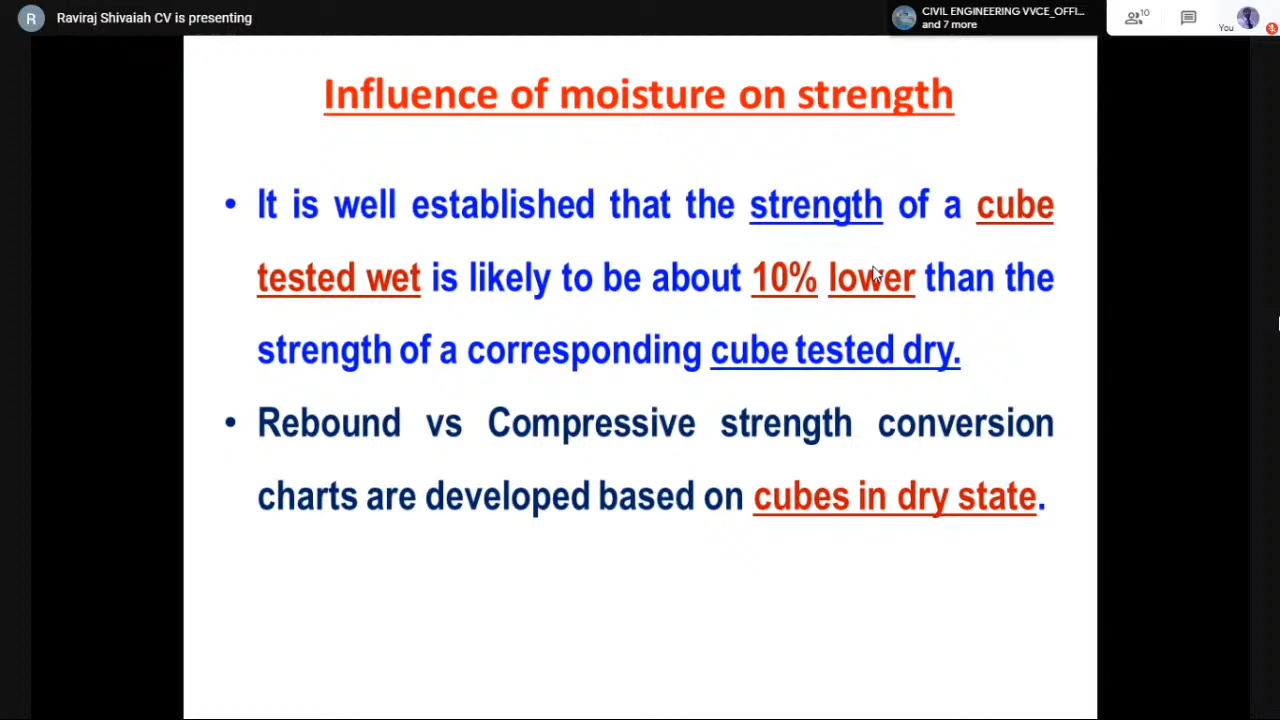 R
Raviraj Shivaiah CV is presenting
CIVIL ENGINEERING VVCE_OFFI...
and 7 more
10
You
Influence of moisture on strength
• It is well established that the strength of a cube
tested wet is likely to be about 10% lower than the
strength of a corresponding cube tested dry.
• Rebound vs Compressive strength conversion
charts are developed based on cubes in dry state.